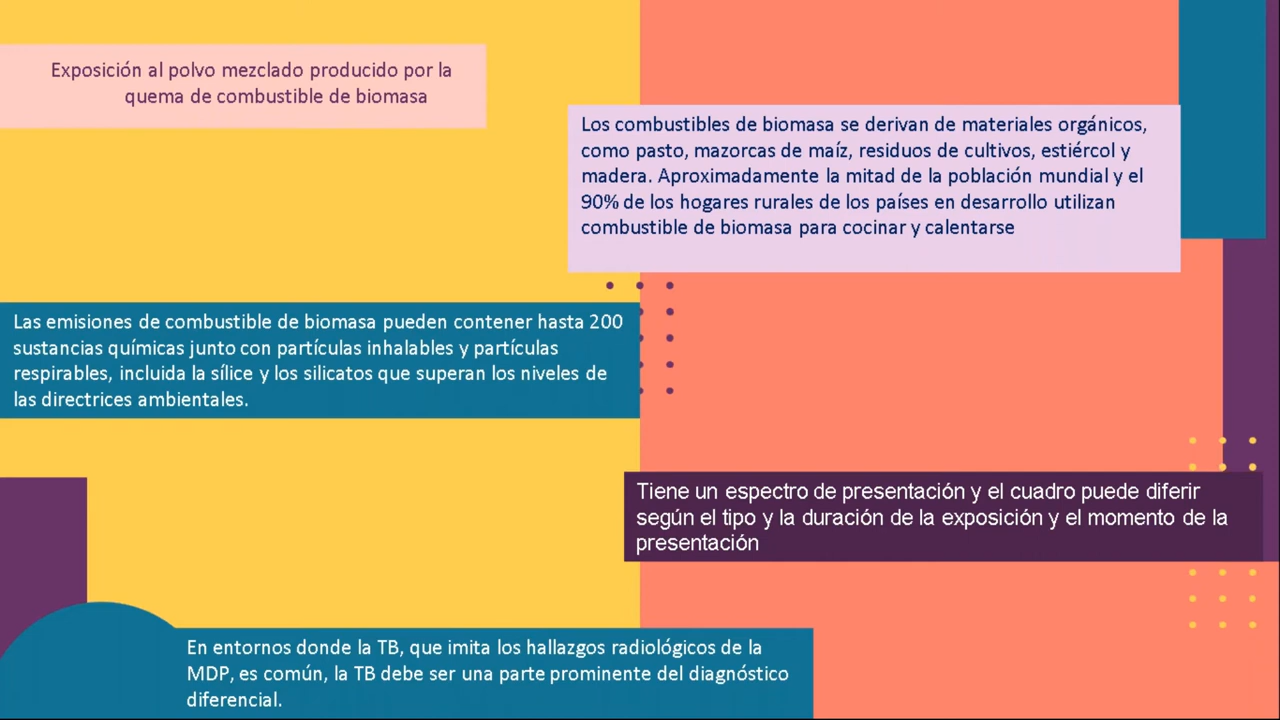 Exposición al polvo mezclado producido por la
quema de combustible de biomasa
Los combustibles de biomasa se derivan de materiales orgánicos,
como pasto, mazorcas de maíz, residuos de cultivos, estiércol y
madera. Aproximadamente la mitad de la población mundial y el
90% de los hogares rurales de los países en desarrollo utilizan
combustible de biomasa para cocinar y calentarse
Las emisiones de combustible de biomasa pueden contener hasta 200
sustancias químicas junto con partículas inhalables y partículas
respirables, incluida la sílice y los silicatos que superan los niveles de
las directrices ambientales.
Tiene un espectro de presentación y el cuadro puede diferir
según el tipo y la duración de la exposición y el momento de la
presentación
En entornos donde la TB, que imita los hallazgos radiológicos de la
MDP, es común, la TB debe ser una parte prominente del diagnóstico
diferencial.